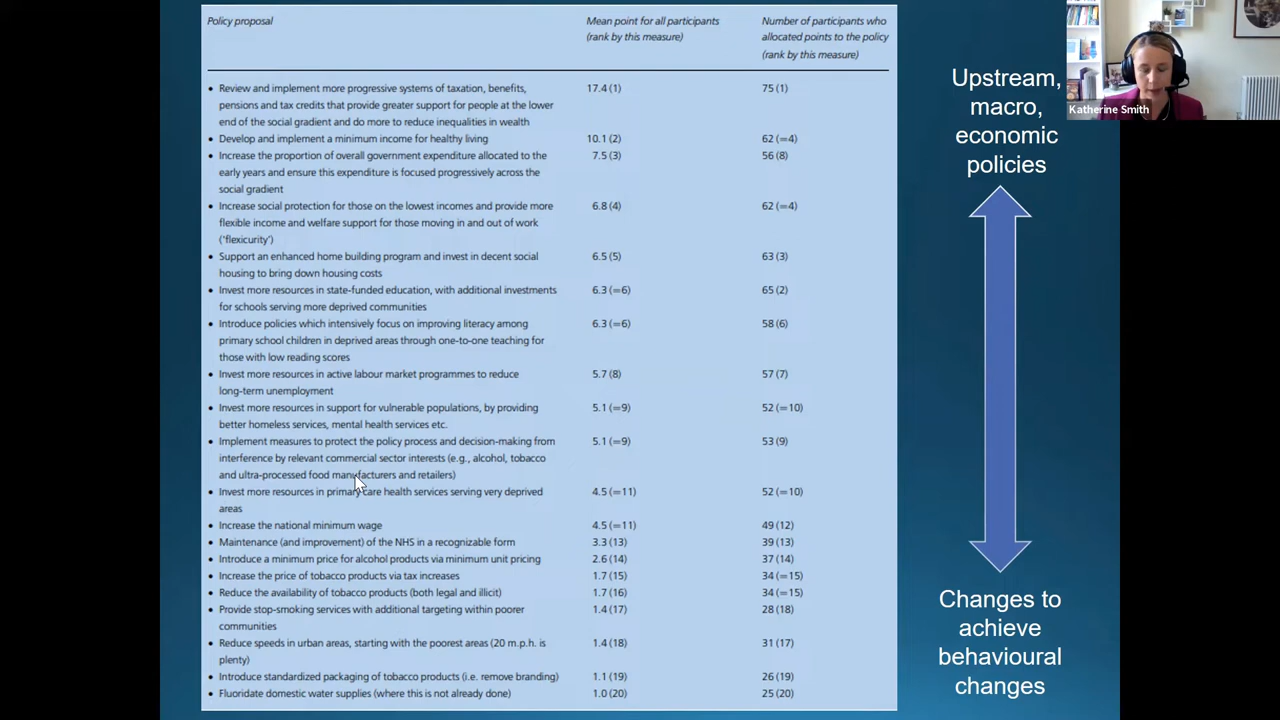 Policy proposal
Mean point for all participants
(rank by this measure)
Number of participants who
allocated points to the policy
(rank by this measure)
• Review and implement more progressive systems of taxation, benefits, 17.4 (1) 75 (1)
pensions and tax credits that provide greater support for people at the lower
end of the social gradient and do more to reduce inequalities in wealth
• Develop and implement a minimum income for healthy living 10.1 (2) 62 (=4)
• Increase the proportion of overall government expenditure allocated to the 7.5 (3) 56 (8)
early years and ensure this expenditure is focused progressively across the
social gradient
• Increase social protection for those on the lowest incomes and provide more 6.8 (4) 62 (=4)
flexible income and welfare support for those moving in and out of work
('flexicurity')
• Support an enhanced home building program and invest in decent social 6.5 (5) 63 (3)
housing to bring down housing costs
• Invest more resources in state-funded education, with additional investments 6.3 (=6) 65 (2)
for schools serving more deprived communities
• Introduce policies which intensively focus on improving literacy among 6.3 (=6) 58 (6)
primary school children in deprived areas through one-to-one teaching for
those with low reading scores
• Invest more resources in active labour market programmes to reduce 5.7 (8) 57 (7)
long-term unemployment
• Invest more resources in support for vulnerable populations, by providing 5.1 (=9) 52 (=10)
better homeless services, mental health services etc.
• Implement measures to protect the policy process and decision-making from 5.1 (=9) 53 (9)
interference by relevant commercial sector interests (e.g., alcohol, tobacco
and ultra-processed food manufacturers and retailers)
• Invest more resources in primary care health services serving very deprived 4.5 (=11) 52 (=10)
areas
• Increase the national minimum wage 4.5 (=11) 49 (12)
• Maintenance (and improvement) of the NHS in a recognizable form 3.3 (13) 39 (13)
• Introduce a minimum price for alcohol products via minimum unit pricing 2.6 (14) 37 (14)
• Increase the price of tobacco products via tax increases 1.7 (15) 34 (=15)
• Reduce the availability of tobacco products (both legal and illicit) 1.7 (16) 34 (=15)
• Provide stop-smoking services with additional targeting within poorer 1.4 (17) 28 (18)
communities
• Reduce speeds in urban areas, starting with the poorest areas (20 m.p.h. is 1.4 (18) 31 (17)
plenty)
• Introduce standardized packaging of tobacco products (i.e. remove branding) 1.1 (19) 26 (19)
• Fluoridate domestic water supplies (where this is not already done) 1.0 (20) 25 (20)
Upstream,
macro,
economic
policies
Changes to
achieve
behavioural
changes
Katherine Smith